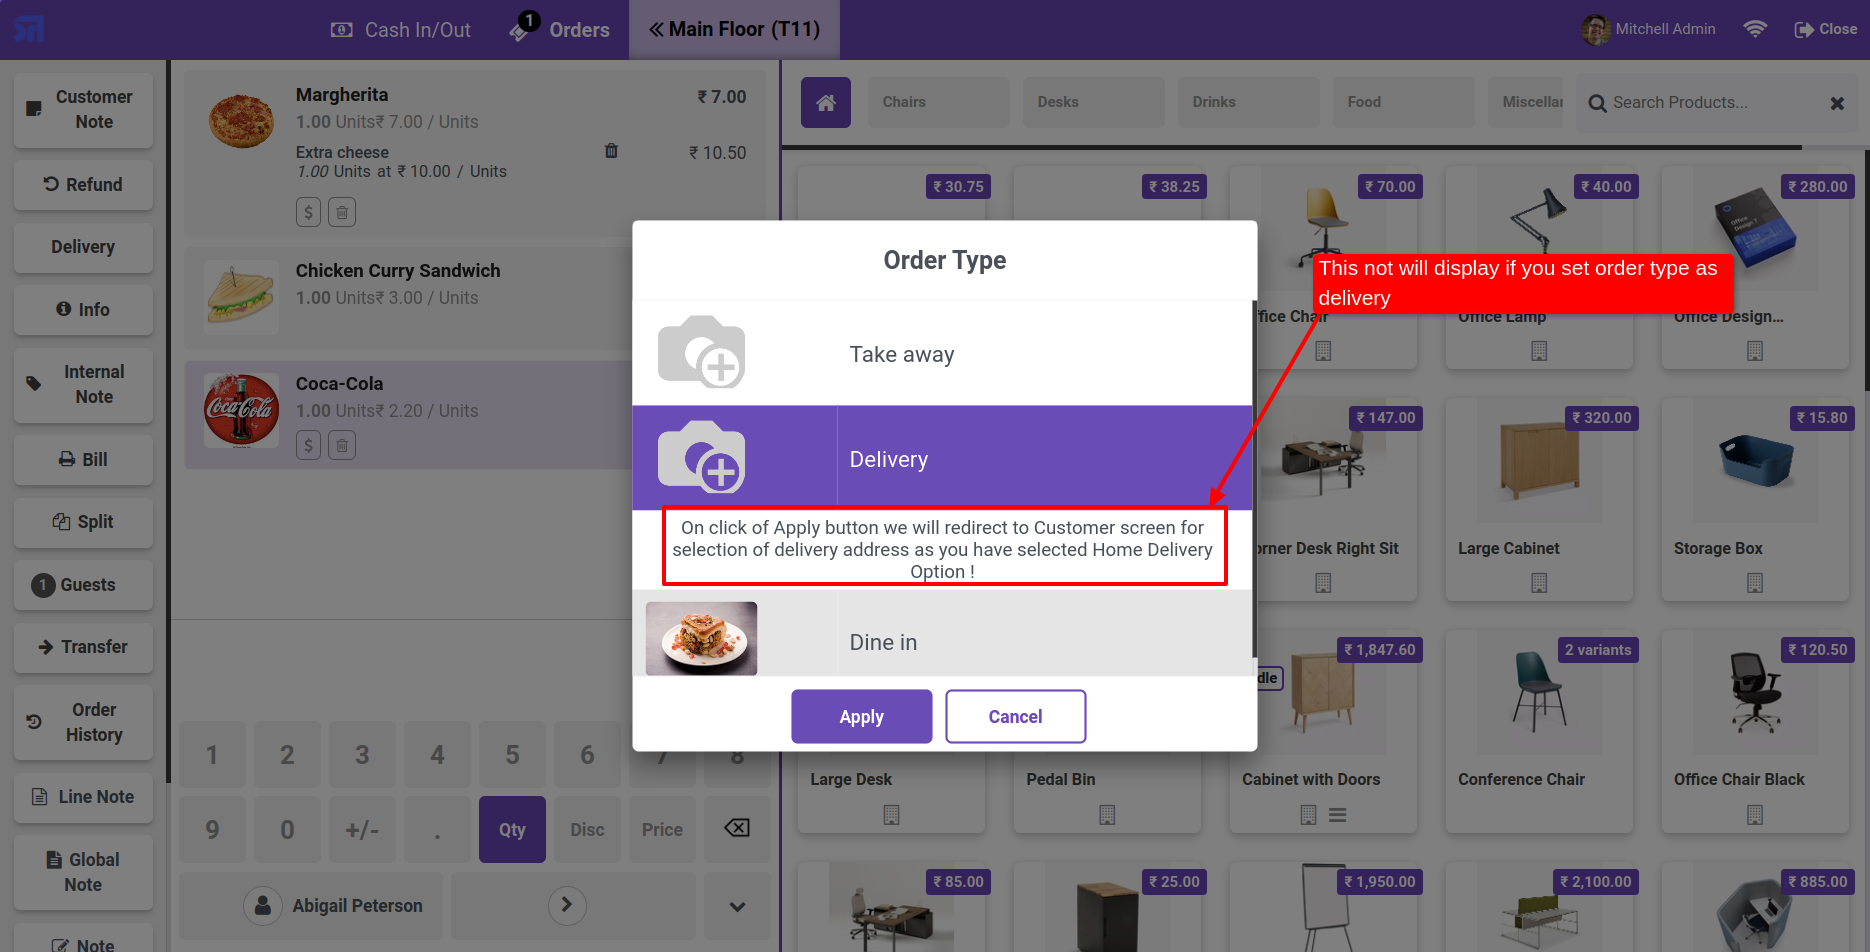 Cash In/Out
1
Orders
Main Floor (T11)
Mitchell Admin
Close
Customer
Note
Refund
Delivery
Info
Internal
Note
Bill
Split
1 Guests
Transfer
Order
History
Line Note
Global
Note
Note
Margherita
₹ 7.00
1.00 Units₹ 7.00 / Units
Extra cheese
₹ 10.50
1.00 Units at ₹ 10.00 / Units
$
Chicken Curry Sandwich
1.00 Units₹ 3.00 / Units
Coca-Cola
1.00 Units₹ 2.20 / Units
$
Coca-Cola
1 2 3 4 5 6 7 8
9 0 +/- . Qty Disc Price
Abigail Peterson
Chairs
Desks
Drinks
Food
Miscellar
Search Products...
₹ 30.75
₹ 38.25
₹ 70.00
₹ 40.00
₹ 280.00
Office
Design
fice Chair
Office Lamp
Office Design...
₹ 147.00
₹ 320.00
₹ 15.80
orner Desk Right Sit
Large Cabinet
Storage Box
₹ 1,847.60
2 variants
₹ 120.50
dle
Large Desk
Pedal Bin
Cabinet with Doors
Conference Chair
Office Chair Black
₹ 85.00
₹ 25.00
₹ 1,950.00
₹ 2,100.00
₹ 885.00
Order Type
Take away
Delivery
On click of Apply button we will redirect to Customer screen for
selection of delivery address as you have selected Home Delivery
Option !
Dine in
Apply
Cancel
This not will display if you set order type as
delivery